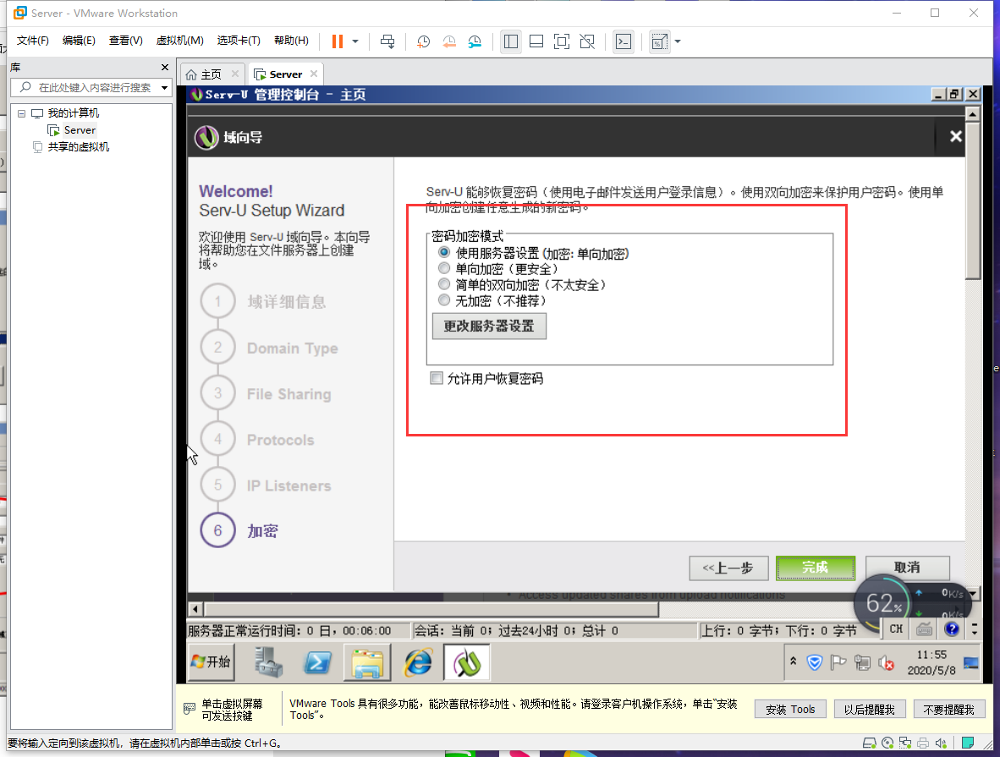 Server - VMware Workstation
文件(F) 编辑(E) 查看(V) 虚拟机(M) 选项卡(T) 帮助(H)
库
在此处键入内容进行搜索
我的计算机
Server
共享的虚拟机
主页
Server
Serv-U 管理控制台 - 主页
域向导
Welcome!
Serv-U Setup Wizard
欢迎使用 Serv-U 域向导。本向导
将帮助您在文件服务器上创建
域。
1 域详细信息
2 Domain Type
3 File Sharing
4 Protocols
5 IP Listeners
6 加密
Serv-U 能够恢复密码（使用电子邮件发送用户登录信息）。使用双向加密来保护用户密码。使用单
向加密创建任意生成的新密码。
密码加密模式
使用服务器设置 (加密: 单向加密)
单向加密（更安全）
简单的双向加密（不太安全）
无加密（不推荐）
更改服务器设置
允许用户恢复密码
<<上一步 完成 取消
Access updated shares from upload notifications
62%
0K/s
0K/s
服务器正常运行时间: 0 日, 00:06:00
会话: 当前 0; 过去24小时 0; 总计 0
上行: 0 字节; 下行: 0 字节
CH
开始
11:55
2020/5/8
单击虚拟屏幕
可发送按键
VMware Tools 具有很多功能，能改善鼠标移动性、视频和性能。请登录客户机操作系统，单击“安装
Tools”。
安装 Tools 以后提醒我 不要提醒我
要将输入定向到该虚拟机，请在虚拟机内部单击或按 Ctrl+G。